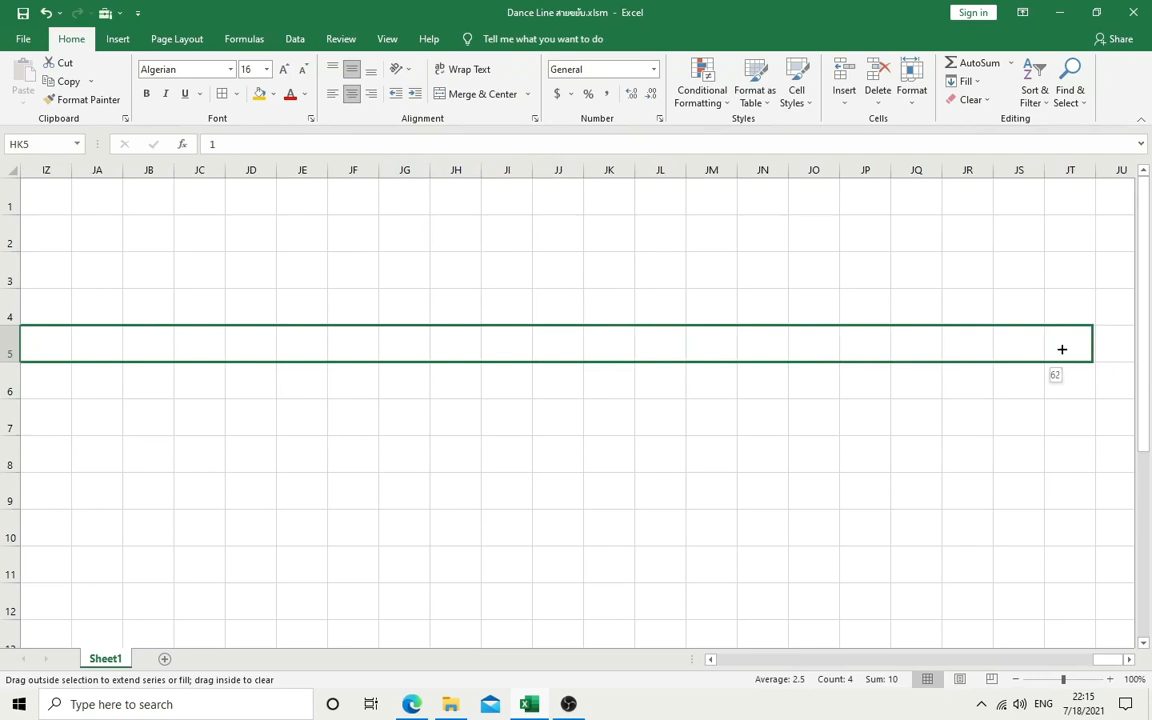 Dance Line สายขยับ.xlsm - Excel
Sign in
File Home Insert Page Layout Formulas Data Review View Help Tell me what you want to do Share
Paste Cut Copy Format Painter Clipboard
Algerian 16 A A B I U A Font
Wrap Text Merge & Center Alignment
General $ % , Number
Conditional Formatting Format as Table Cell Styles Styles
Insert Delete Format Cells
AutoSum Fill Clear Sort & Filter Find & Select Editing
HK5 fx 1
IZ JA JB JC JD JE JF JG JH JI JJ JK JL JM JN JO JP JQ JR JS JT JU
1
2
3
4
5
62
6
7
8
9
10
11
12
Sheet1
Drag outside selection to extend series or fill; drag inside to clear Average: 2.5 Count: 4 Sum: 10 100%
Type here to search ENG 22:15
7/18/2021